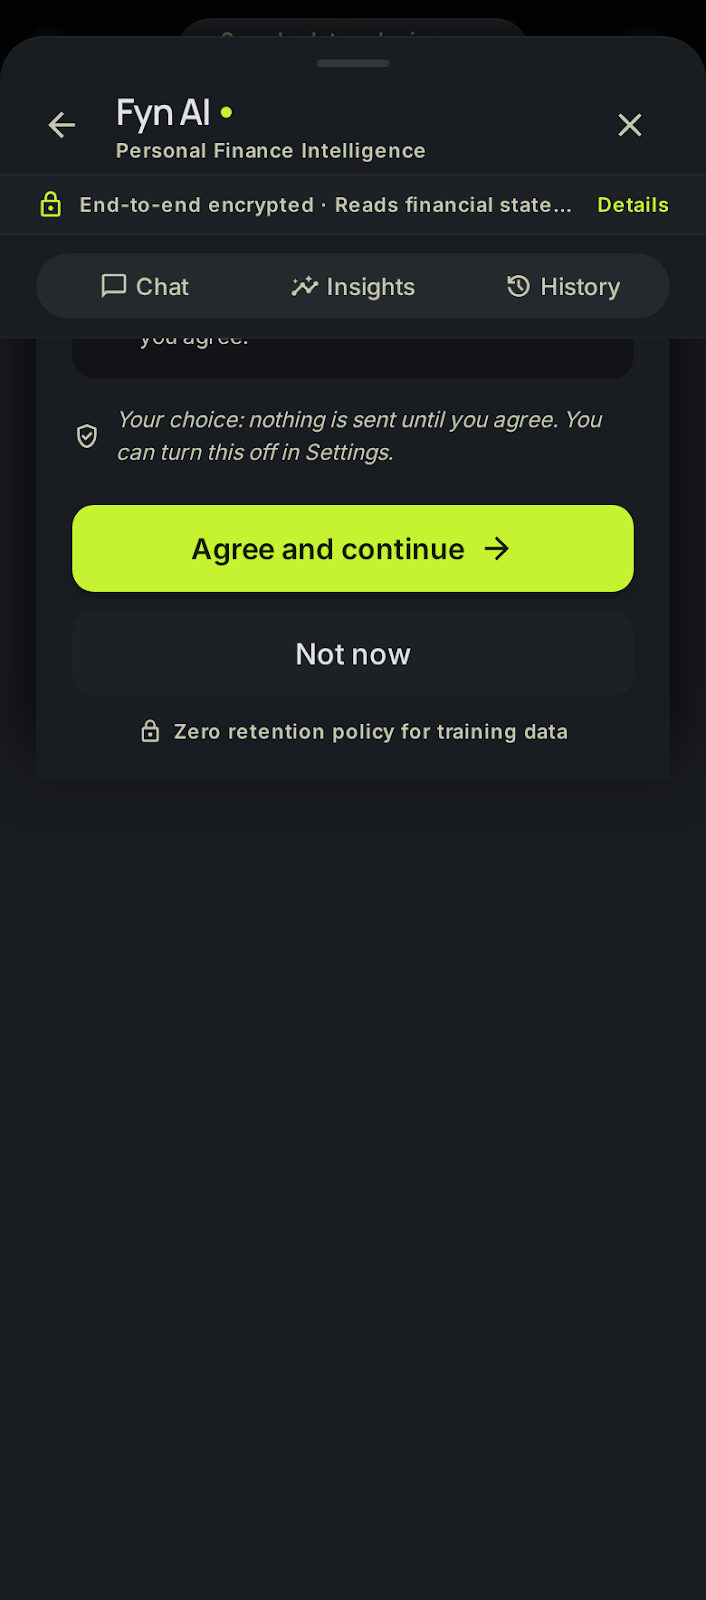 Fyn AI
Personal Finance Intelligence
End-to-end encrypted · Reads financial state...
Details
Chat
Insights
History
you agree.
Your choice: nothing is sent until you agree. You
can turn this off in Settings.
Agree and continue
Not now
Zero retention policy for training data